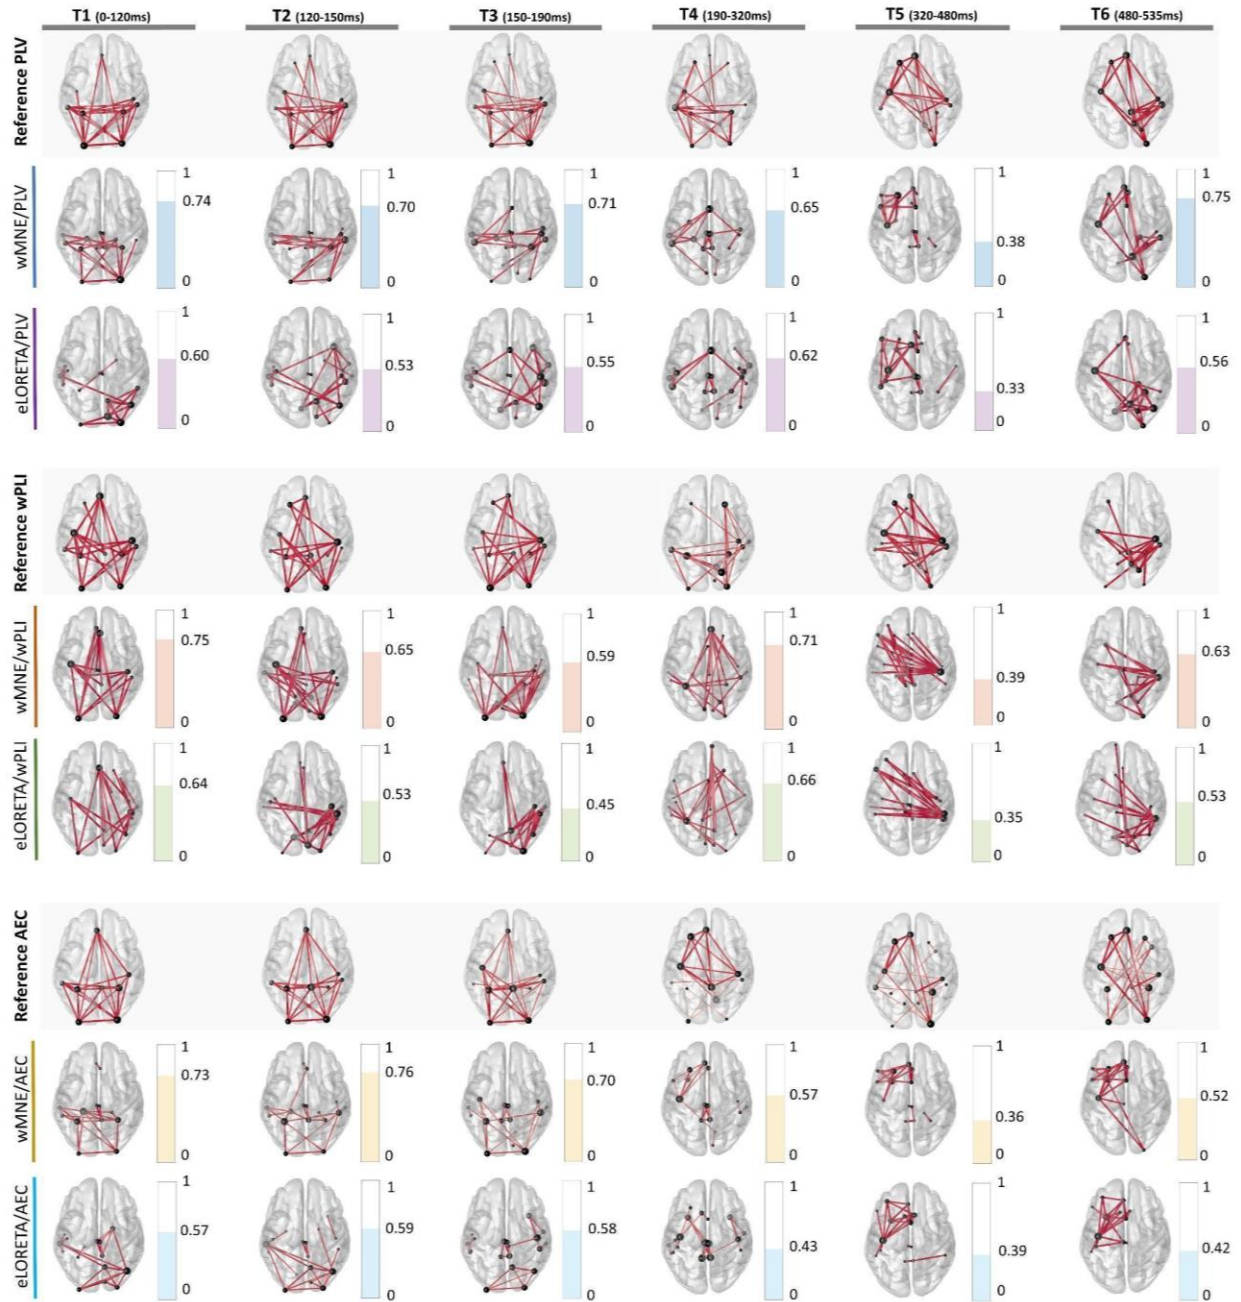 T1 (0-120ms) T2 (120-150ms) T3 (150-190ms) T4 (190-320ms) T5 (320-480ms) T6 (480-535ms)
Reference PLV
wMNE/PLV
1 1 1 1 1 1
0.74 0.70 0.71 0.65 0.38 0.75
0 0 0 0 0 0
eLORETA/PLV
1 1 1 1 1 1
0.60 0.53 0.55 0.62 0.33 0.56
0 0 0 0 0 0
Reference wPLI
wMNE/wPLI
1 1 1 1 1 1
0.75 0.65 0.59 0.71 0.39 0.63
0 0 0 0 0 0
eLORETA/wPLI
1 1 1 1 1 1
0.64 0.53 0.45 0.66 0.35 0.53
0 0 0 0 0 0
Reference AEC
wMNE/AEC
1 1 1 1 1 1
0.73 0.76 0.70 0.57 0.36 0.52
0 0 0 0 0 0
eLORETA/AEC
1 1 1 1 1 1
0.57 0.59 0.58 0.43 0.39 0.42
0 0 0 0 0 0